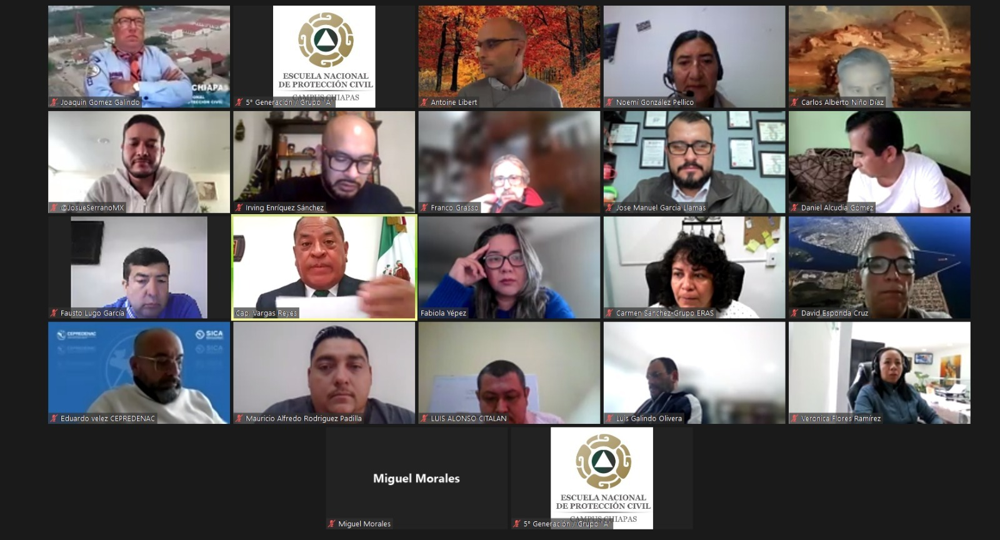 CHIAPAS
Joaquin Gomez Galindo
ESCUELA NACIONAL
DE PROTECCIÓN CIVIL
CAMPUS CHIAPAS
5° Generación / Grupo "A"
Antoine Libert
Noemí González Pellico
Carlos Alberto Niño Díaz
@JosueSerranoMX
Irving Enríquez Sánchez
Franco Grasso
Jose Manuel Garcia Llamas
Daniel Alcudia Gómez
Fausto Lugo García
Cap. Vargas Reyes
Fabiola Yépez
Carmen Sánchez-Grupo ERAS
David Esponda Cruz
CEPREDENAC
SICA
Eduardo velez CEPREDENAC
Mauricio Alfredo Rodriguez Padilla
LUIS ALONSO CITALAN
Luis Galindo Olivera
Veronica Flores Ramírez
Miguel Morales
Miguel Morales
ESCUELA NACIONAL
DE PROTECCIÓN CIVIL
CAMPUS CHIAPAS
5° Generación / Grupo "A"